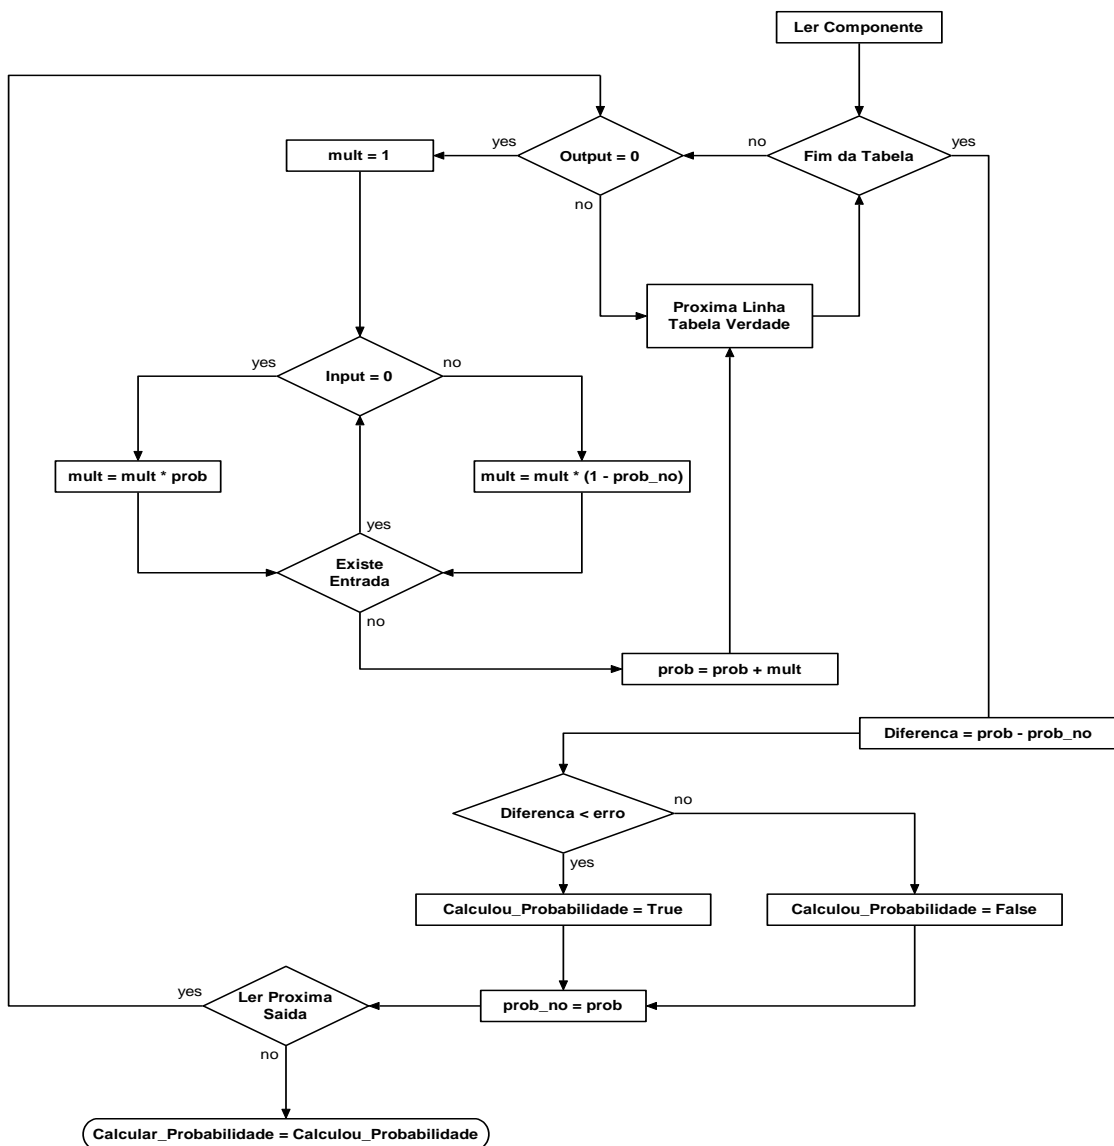 Ler Componente
yes
Output = 0
no
Fim da Tabela
yes
mult = 1
no
Proxima Linha
Tabela Verdade
yes
Input = 0
no
mult = mult * prob
mult = mult * (1 - prob_no)
yes
Existe
Entrada
no
prob = prob + mult
Diferenca = prob - prob_no
Diferenca < erro
no
yes
Calculou_Probabilidade = True
Calculou_Probabilidade = False
yes
Ler Proxima
Saida
prob_no = prob
no
Calcular_Probabilidade = Calculou_Probabilidade